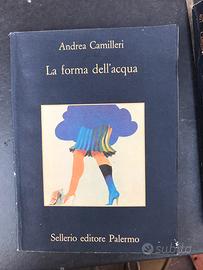 Andrea Camilleri
La forma dell'acqua
Sellerio editore Palermo
subito